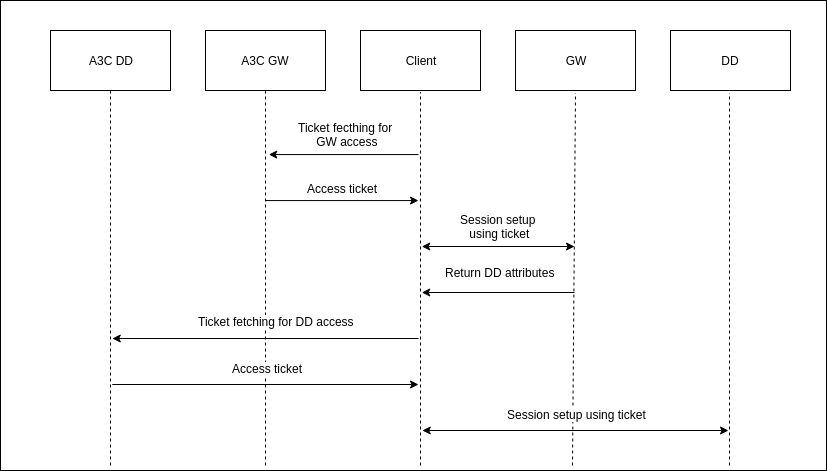 A3C DD
A3C GW
Client
GW
DD
Ticket fecthing for
GW access
Access ticket
Session setup
using ticket
Return DD attributes
Ticket fetching for DD access
Access ticket
Session setup using ticket